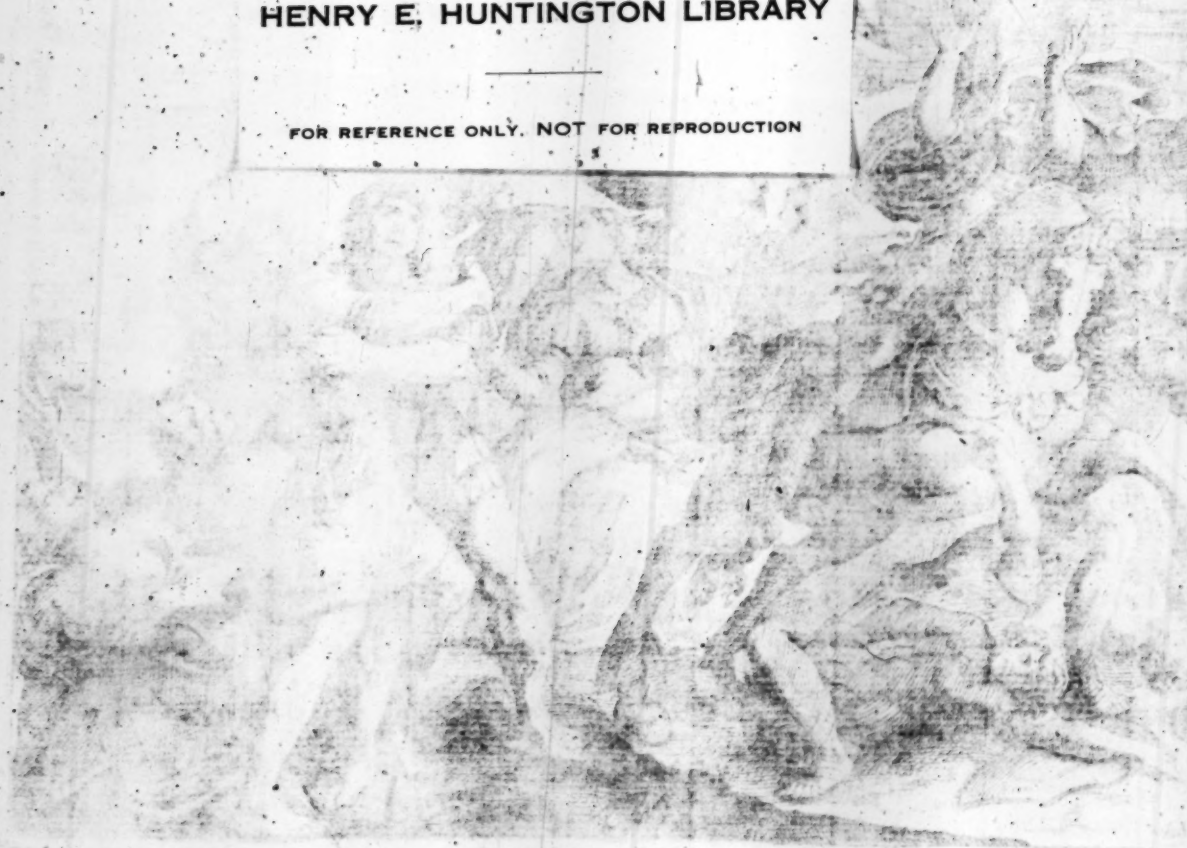 HENRY E. HUNTINGTON LIBRARY
FOR REFERENCE ONLY. NOT FOR REPRODUCTION